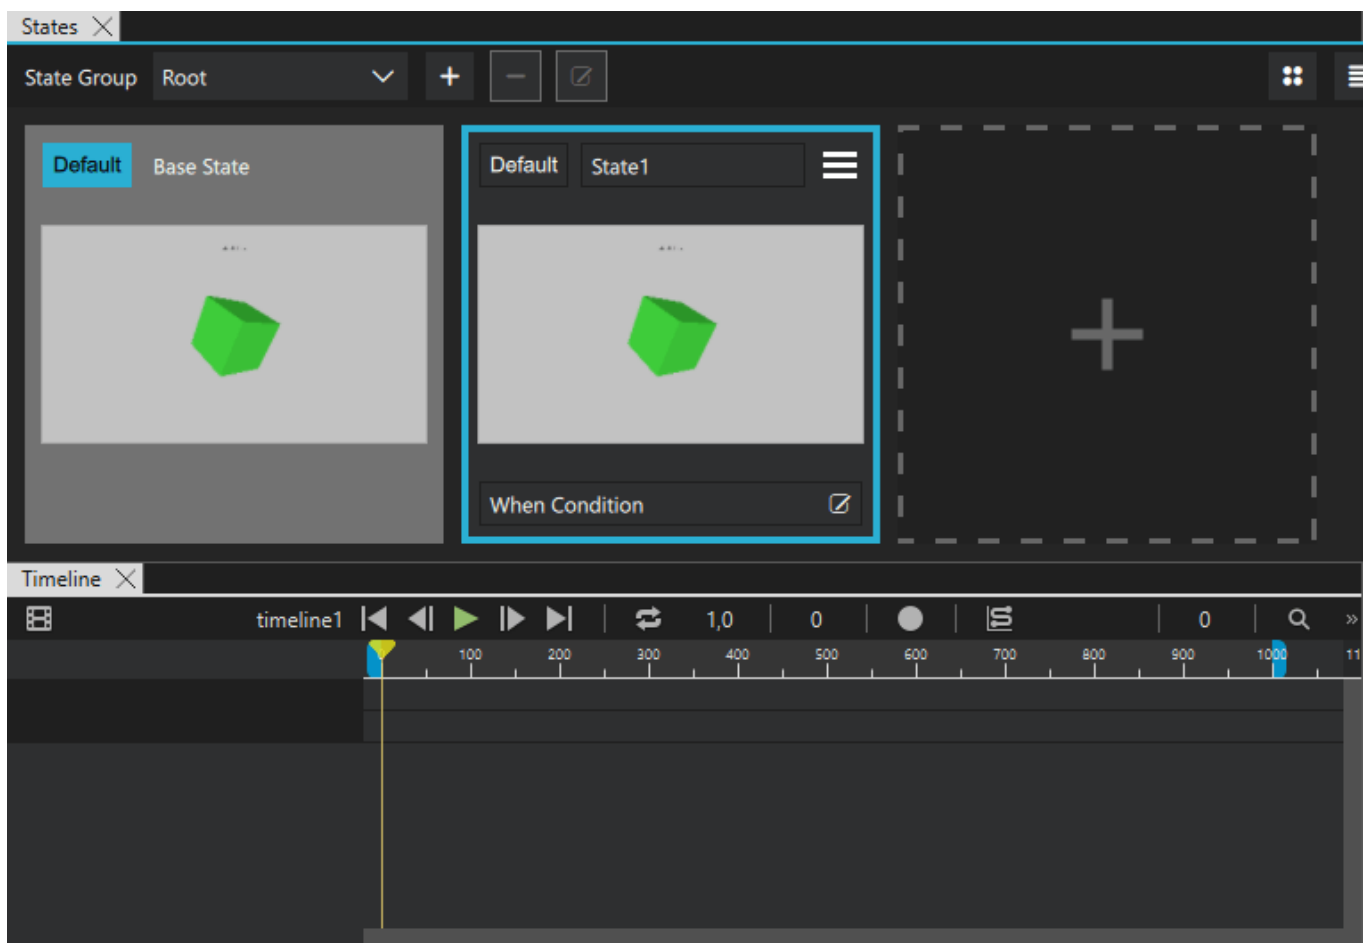 States
State Group Root
Default Base State
Default State1
When Condition
Timeline
timeline1 1,0 0 0
100 200 300 400 500 600 700 800 900 1000 11